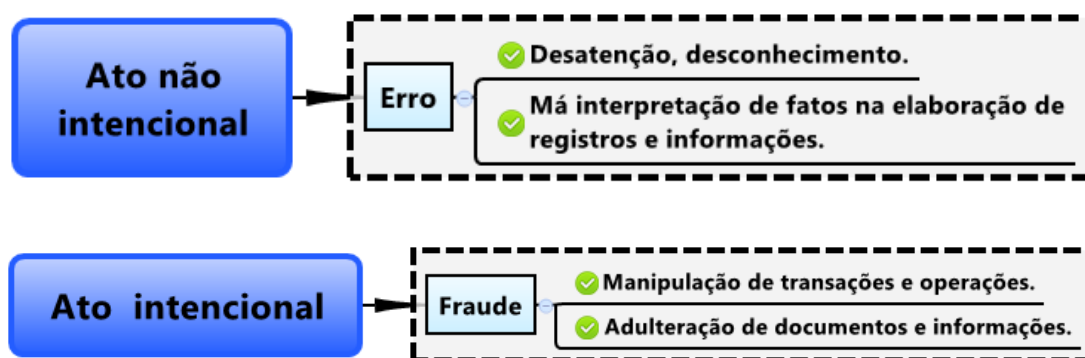 Ato não
intencional
Erro
Desatenção, desconhecimento.
Má interpretação de fatos na elaboração de
registros e informações.
Ato intencional
Fraude
Manipulação de transações e operações.
Adulteração de documentos e informações.